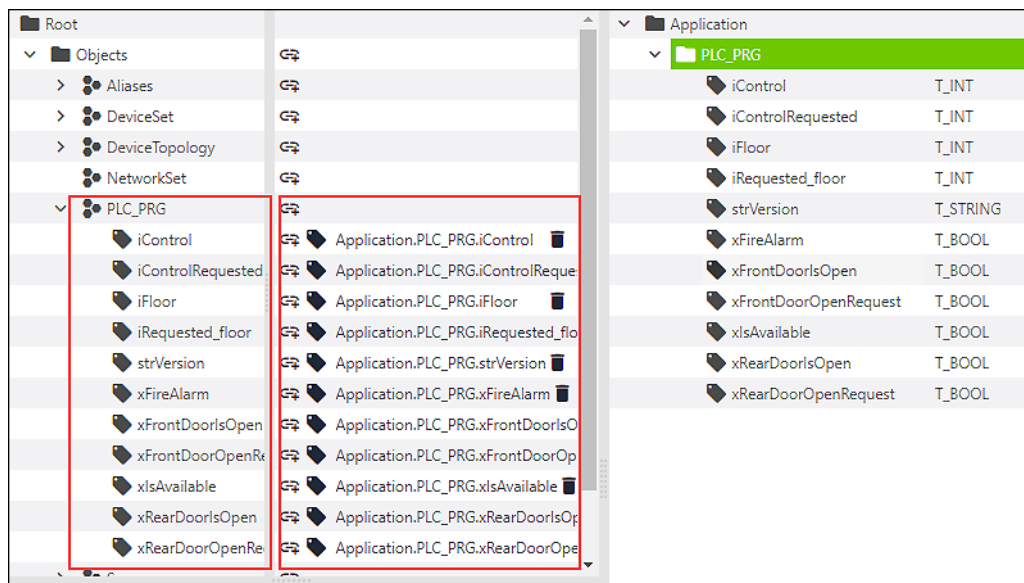 Root
Objects
Aliases
DeviceSet
DeviceTopology
NetworkSet
PLC_PRG
iControl Application.PLC_PRG.iControl
iControlRequested Application.PLC_PRG.iControlReque
iFloor Application.PLC_PRG.iFloor
iRequested_floor Application.PLC_PRG.iRequested_flo
strVersion Application.PLC_PRG.strVersion
xFireAlarm Application.PLC_PRG.xFireAlarm
xFrontDoorIsOpen Application.PLC_PRG.xFrontDoorIsO
xFrontDoorOpenRe Application.PLC_PRG.xFrontDoorOp
xIsAvailable Application.PLC_PRG.xIsAvailable
xRearDoorIsOpen Application.PLC_PRG.xRearDoorIsOp
xRearDoorOpenRe Application.PLC_PRG.xRearDoorOpe
Application
PLC_PRG
iControl T_INT
iControlRequested T_INT
iFloor T_INT
iRequested_floor T_INT
strVersion T_STRING
xFireAlarm T_BOOL
xFrontDoorIsOpen T_BOOL
xFrontDoorOpenRequest T_BOOL
xIsAvailable T_BOOL
xRearDoorIsOpen T_BOOL
xRearDoorOpenRequest T_BOOL